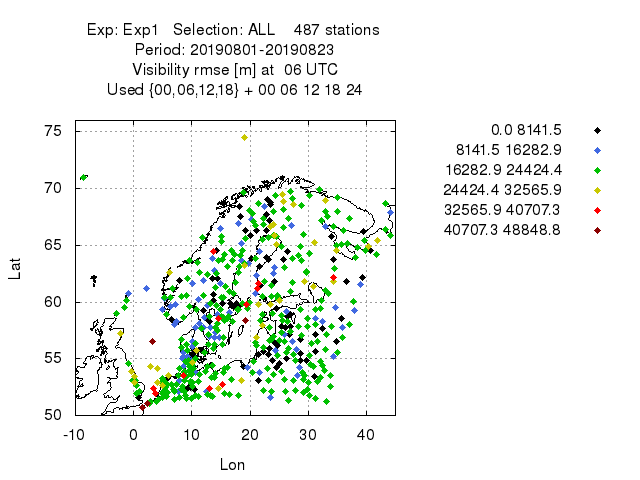 Exp: Exp1 Selection: ALL 487 stations
Period: 20190801-20190823
Visibility rmse [m] at 06 UTC
Used {00,06,12,18} + 00 06 12 18 24
0.0 8141.5
8141.5 16282.9
16282.9 24424.4
24424.4 32565.9
32565.9 40707.3
40707.3 48848.8
75
70
65
60
55
50
Lat
-10 0 10 20 30 40
Lon